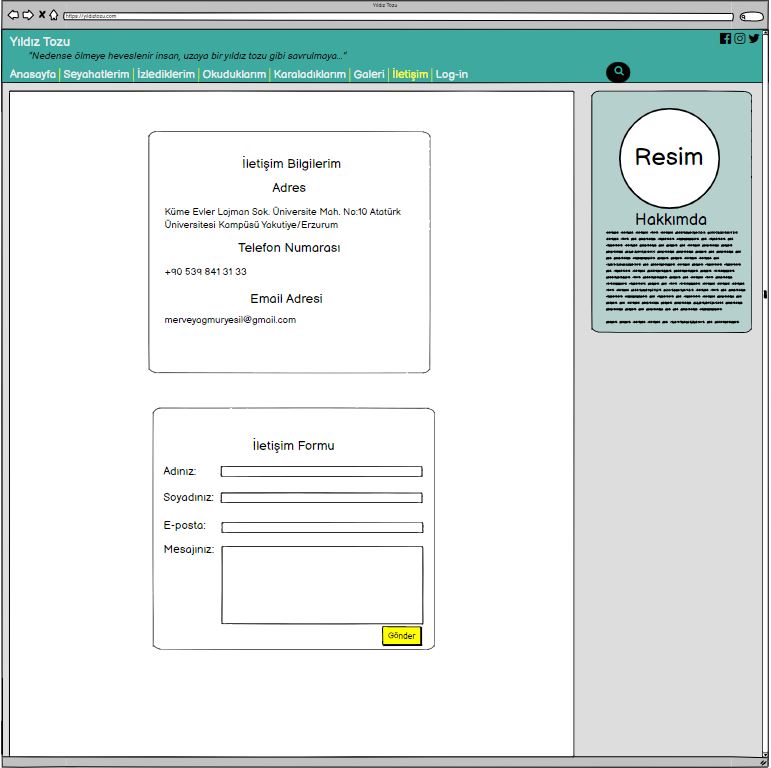 Yıldız Tozu
https://yildiztozu.com
Yıldız Tozu
"Nedense ölmeye heveslenir insan, uzaya bir yıldız tozu gibi savrulmaya..."
Anasayfa Seyahatlerim İzlediklerim Okuduklarım Karaladıklarım Galeri İletişim Log-in
İletişim Bilgilerim
Adres
Küme Evler Lojman Sok. Üniversite Mah. No:10 Atatürk
Üniversitesi Kampüsü Yakutiye/Erzurum
Telefon Numarası
+90 539 841 31 33
Email Adresi
merveyagmuryesil@gmail.com
İletişim Formu
Adınız:
Soyadınız:
E-posta:
Mesajınız:
Gönder
Resim
Hakkımda